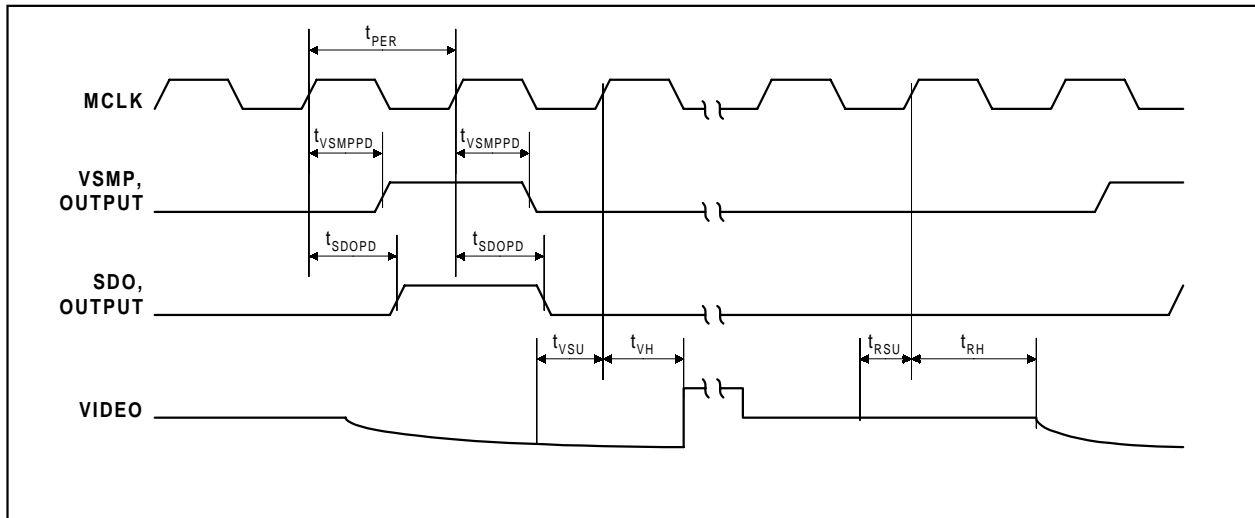 tPER
MCLK
tVSMPPD tVSMPPD
VSMP,
OUTPUT
tSDOPD tSDOPD
SDO,
OUTPUT
tVSU tVH tRSU tRH
VIDEO